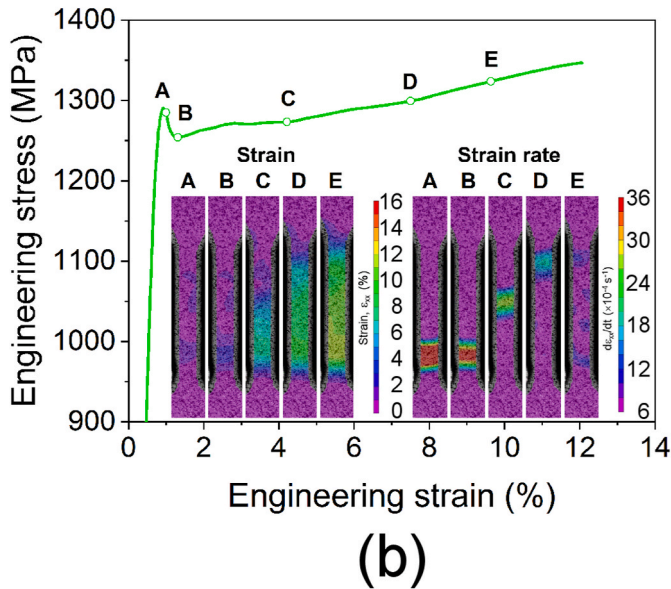 1400
1300
1200
1100
1000
900
Engineering stress (MPa)
A
B
C
D
E
Strain
A B C D E
16
14
12
10
8
6
4
2
0
Strain, εxx (%)
Strain rate
A B C D E
36
30
24
18
12
6
dεxx/dt (×10⁻⁴ s⁻¹)
0 2 4 6 8 10 12 14
Engineering strain (%)
(b)